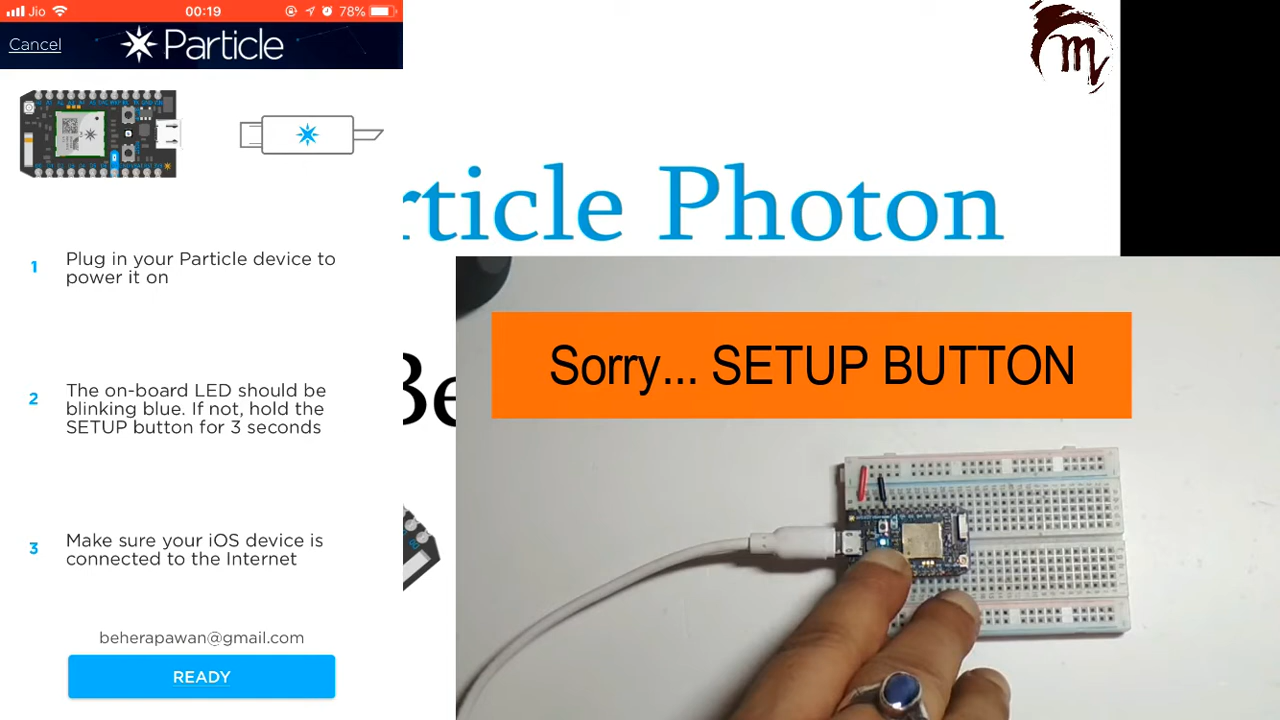 Jio
00:19
78%
Cancel
Particle
rticle Photon
1 Plug in your Particle device to
power it on
Sorry... SETUP BUTTON
2 The on-board LED should be
blinking blue. If not, hold the
SETUP button for 3 seconds
Be
3 Make sure your iOS device is
connected to the Internet
beherapawan@gmail.com
READY